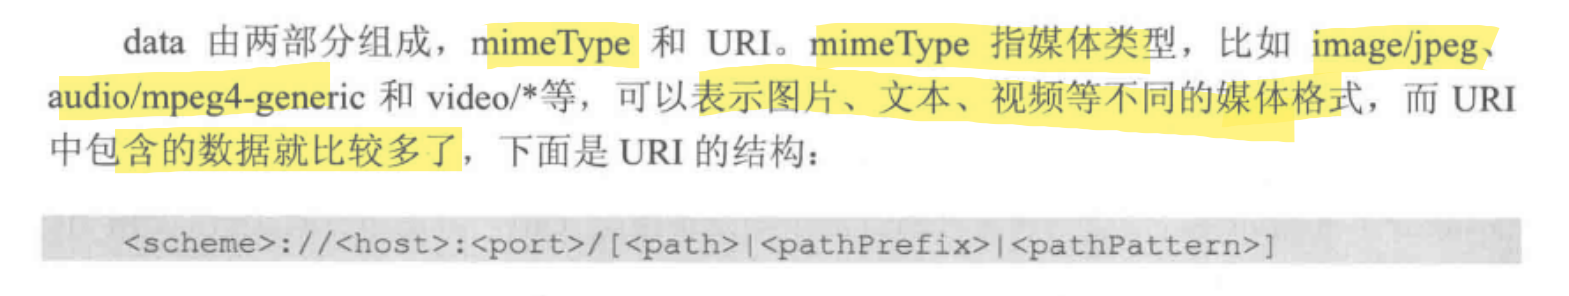 data 由两部分组成，mimeType 和 URI。mimeType 指媒体类型，比如 image/jpeg、
audio/mpeg4-generic 和 video/*等，可以表示图片、文本、视频等不同的媒体格式，而 URI
中包含的数据就比较多了，下面是 URI 的结构：
<scheme>://<host>:<port>/[<path>|<pathPrefix>|<pathPattern>]